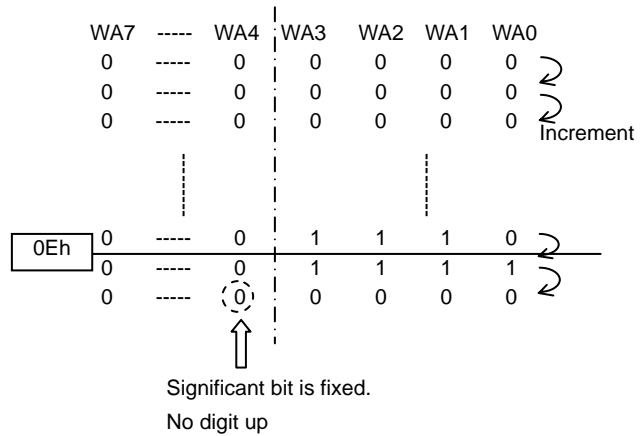 WA7 ----- WA4 WA3 WA2 WA1 WA0
0 ----- 0 0 0 0 0
0 ----- 0 0 0 0 0
0 ----- 0 0 0 0 0
Increment
0 ----- 0 1 1 1 0
0Eh
0 ----- 0 1 1 1 1
0 ----- 0 0 0 0 0
Significant bit is fixed.
No digit up